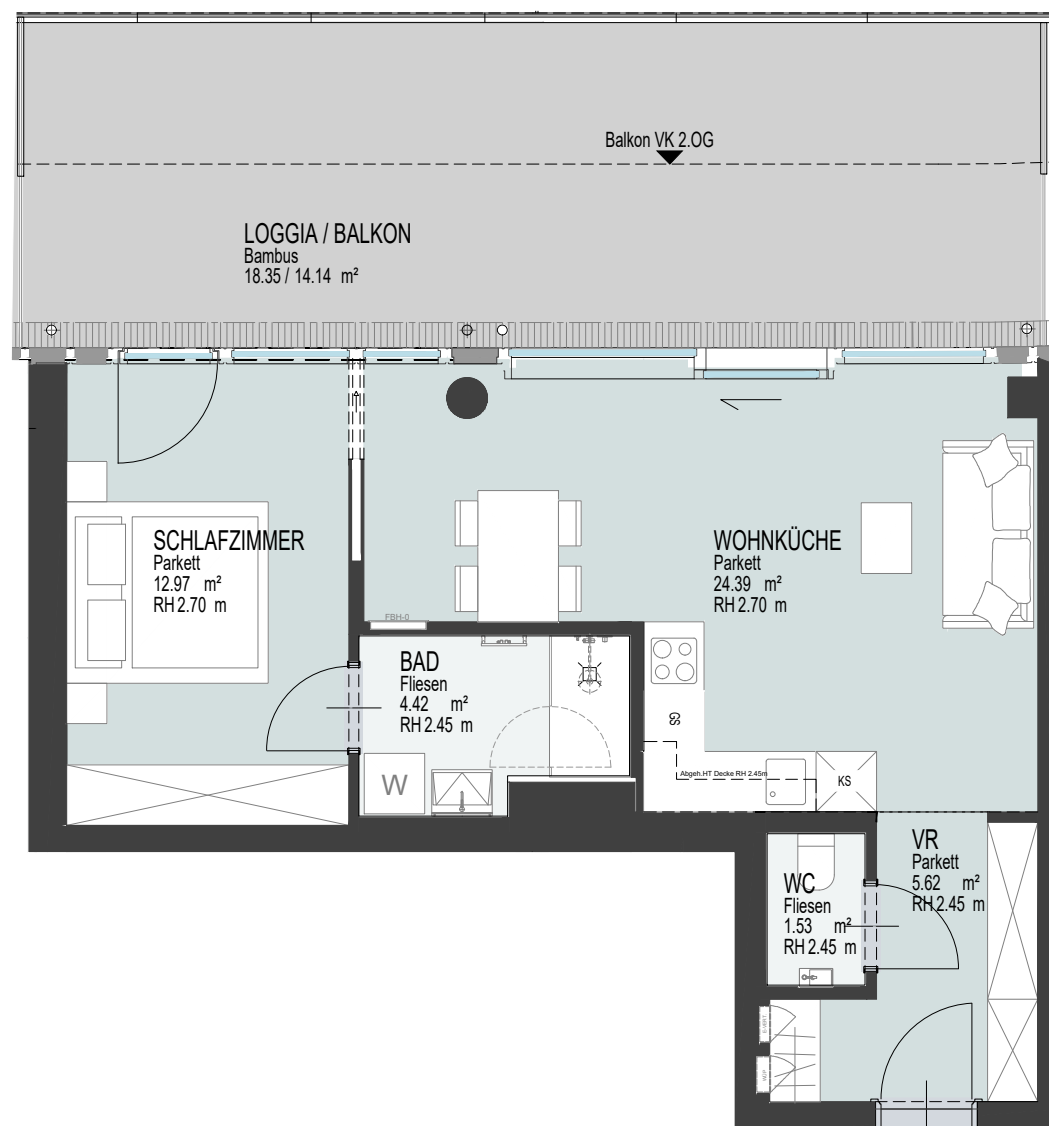 Balkon VK 2.OG
LOGGIA / BALKON
Bambus
18.35 / 14.14 m²
SCHLAFZIMMER
Parkett
12.97 m²
RH 2.70 m
WOHNKÜCHE
Parkett
24.39 m²
RH 2.70 m
FBH-0
BAD
Fliesen
4.42 m²
RH 2.45 m
GS
W
Abgeh.HT Decke RH 2.45m
KS
VR
Parkett
5.62 m²
RH 2.45 m
WC
Fliesen
1.53 m²
RH 2.45 m
E-VERT